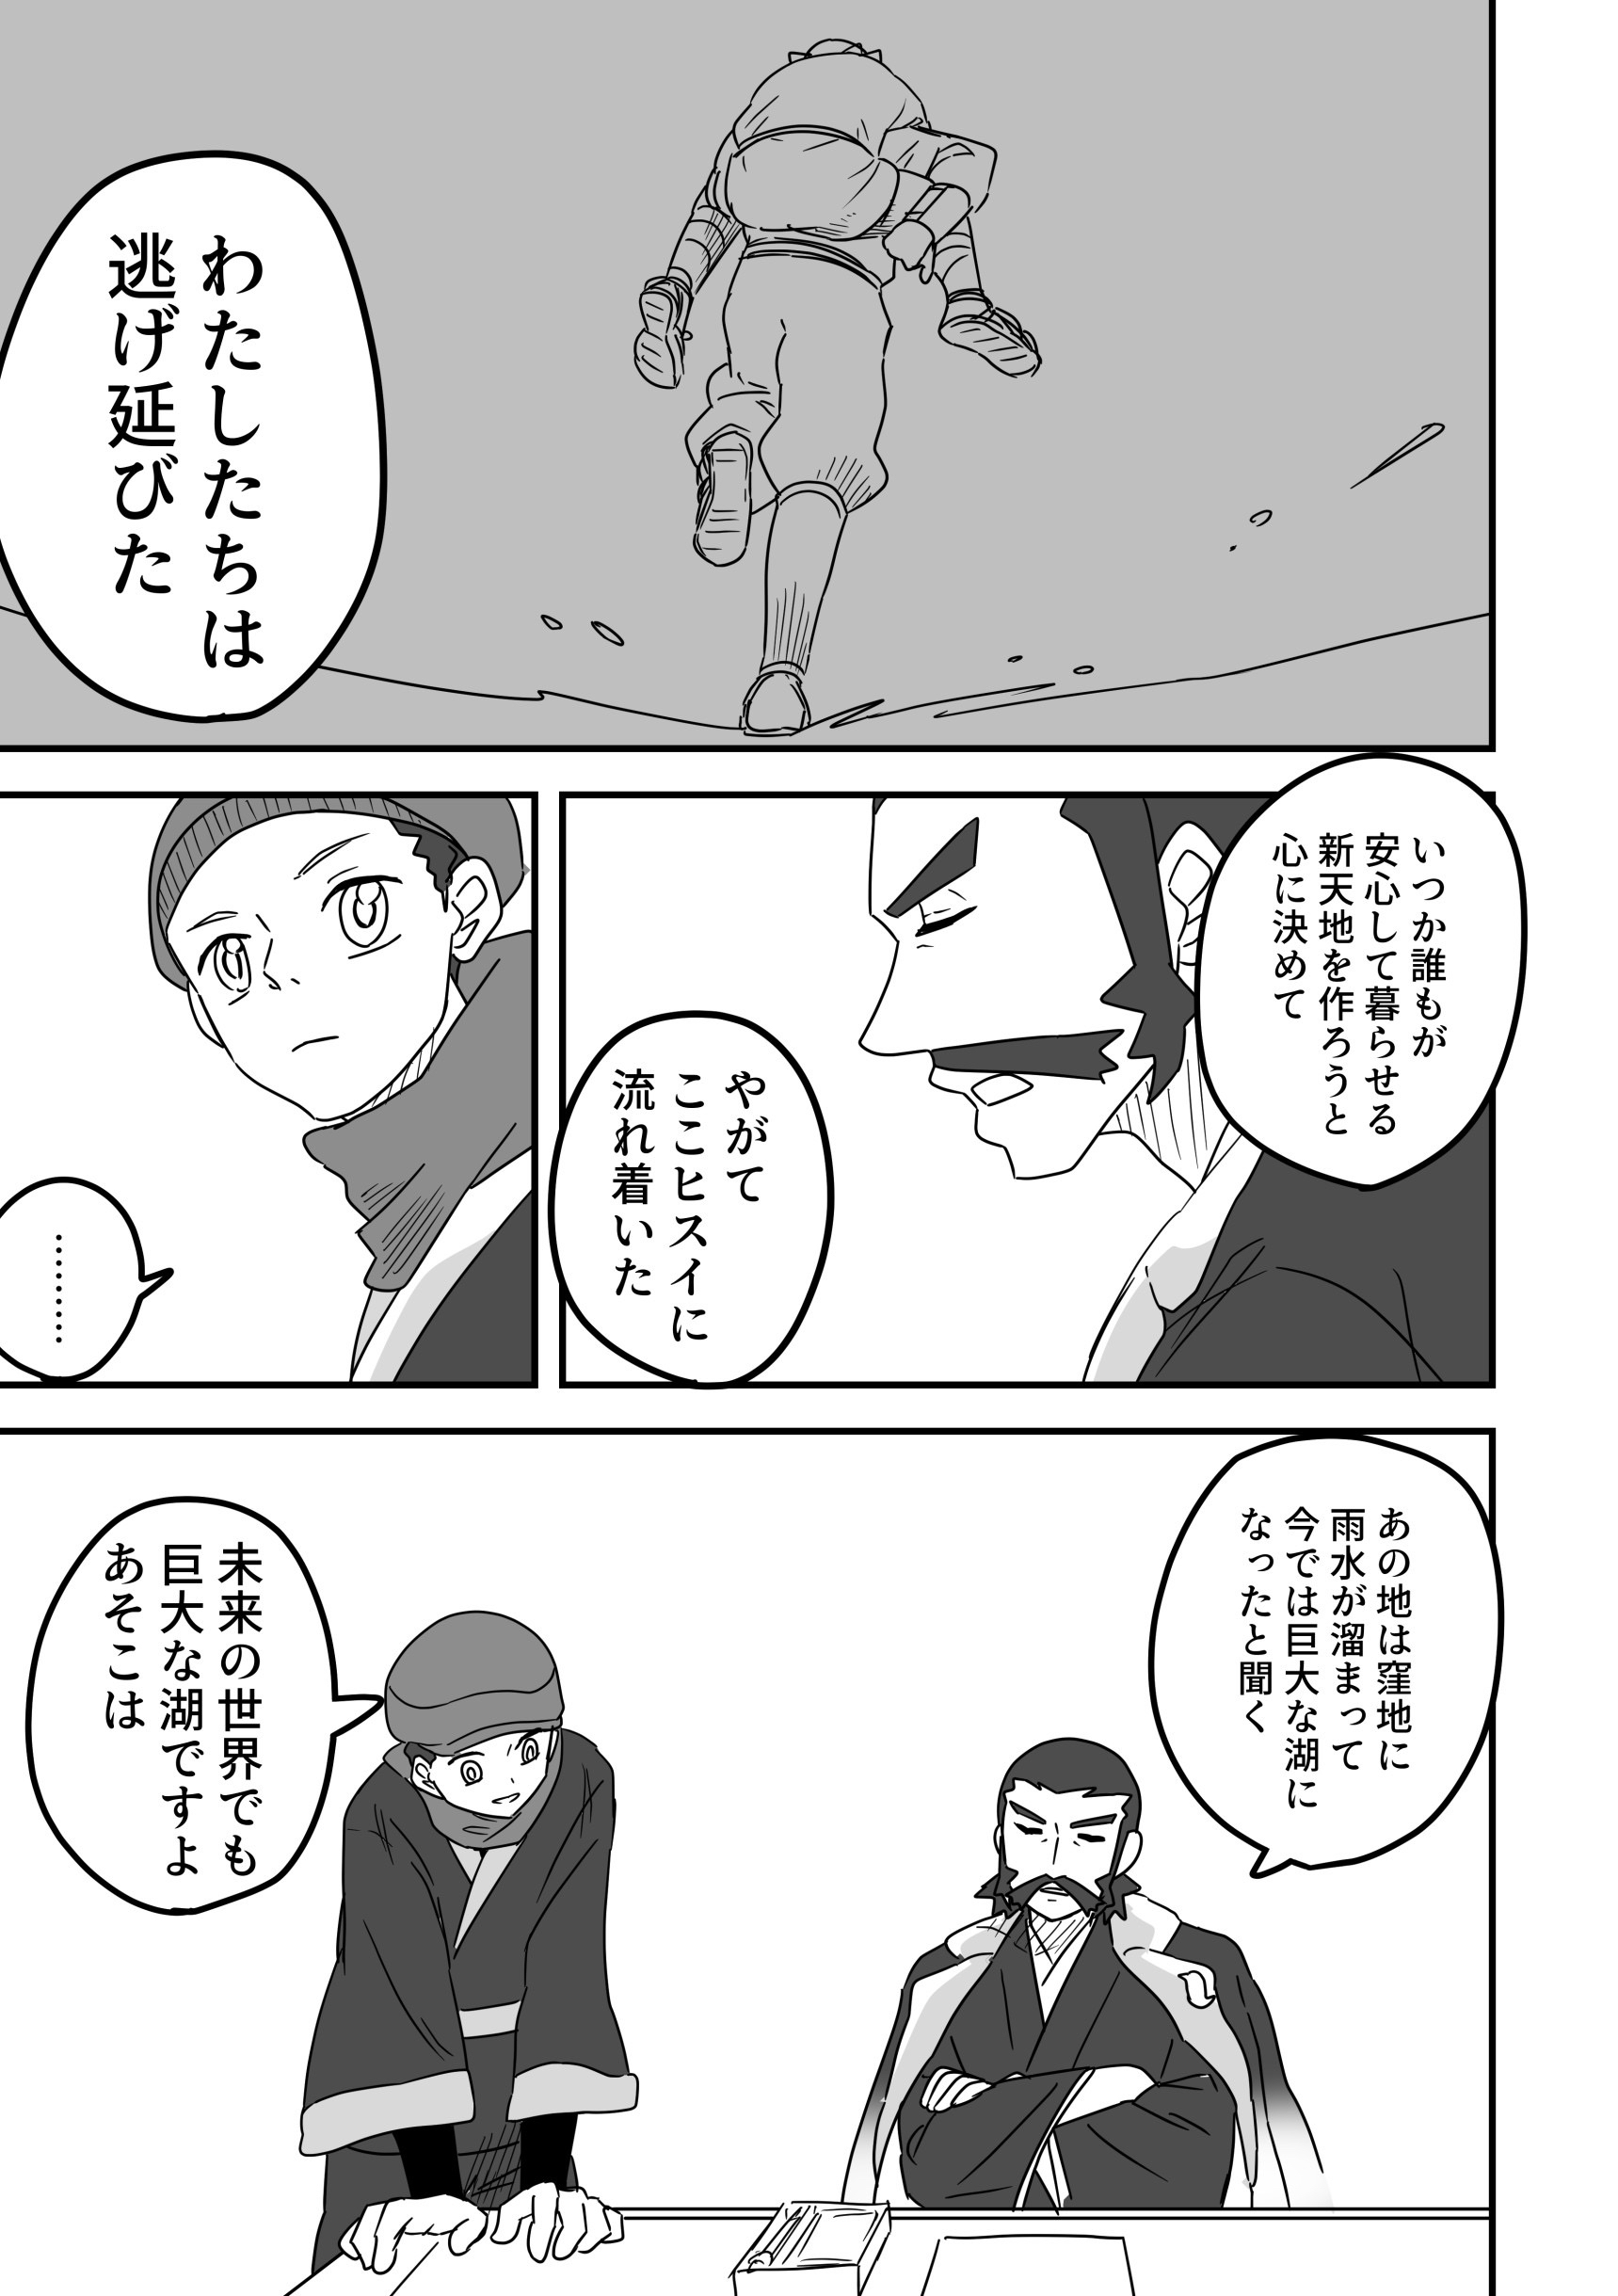 わたしたちは
逃げ延びた
いつか誰もが
安心して暮らせる
新天地を作ろうと
心に決めて
やがて
ここヒスイに
流れ着いた
………
あの地は窪地に
雨水が溜まって
今では巨大な湖に
なったと聞く
未来の世界でも
巨大な湖ですよ
あそこは